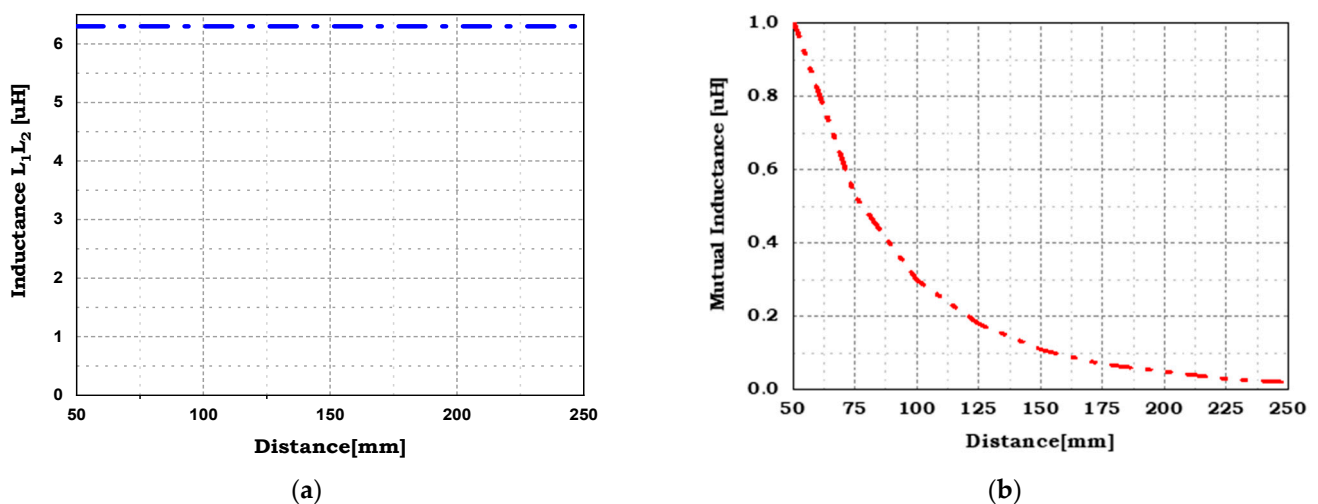 Inductance L₁L₂ [uH]
6
5
4
3
2
1
0
50 100 150 200 250
Distance[mm]
(a)
Mutual Inductance [uH]
1.0
0.8
0.6
0.4
0.2
0.0
50 75 100 125 150 175 200 225 250
Distance[mm]
(b)